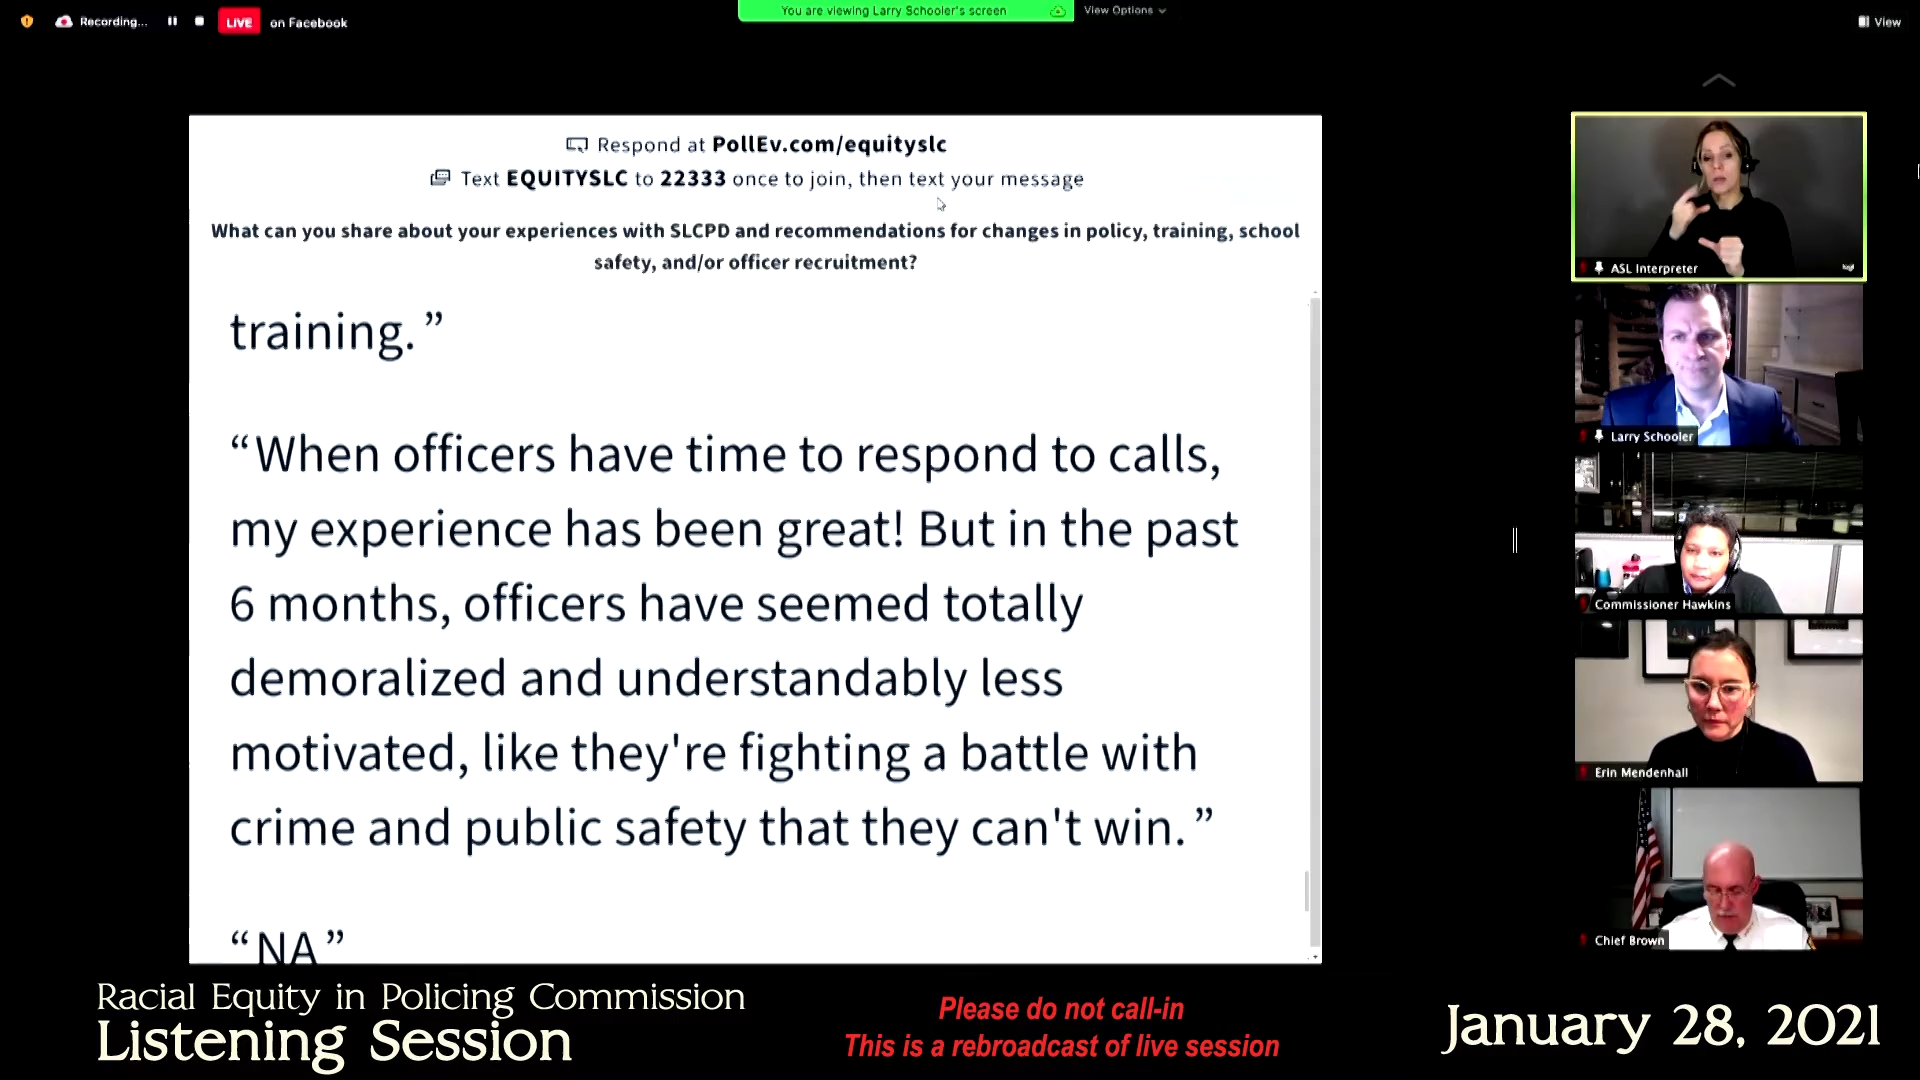 Recording...
LIVE on Facebook
You are viewing Larry Schooler's screen
View Options
View
Respond at PollEv.com/equityslc
Text EQUITYSLC to 22333 once to join, then text your message
What can you share about your experiences with SLCPD and recommendations for changes in policy, training, school
safety, and/or officer recruitment?
training.”
“When officers have time to respond to calls,
my experience has been great! But in the past
6 months, officers have seemed totally
demoralized and understandably less
motivated, like they're fighting a battle with
crime and public safety that they can't win.”
“NA”
ASL Interpreter
Larry Schooler
Commissioner Hawkins
Erin Mendenhall
Chief Brown
Racial Equity in Policing Commission
Listening Session
Please do not call-in
This is a rebroadcast of live session
January 28, 2021